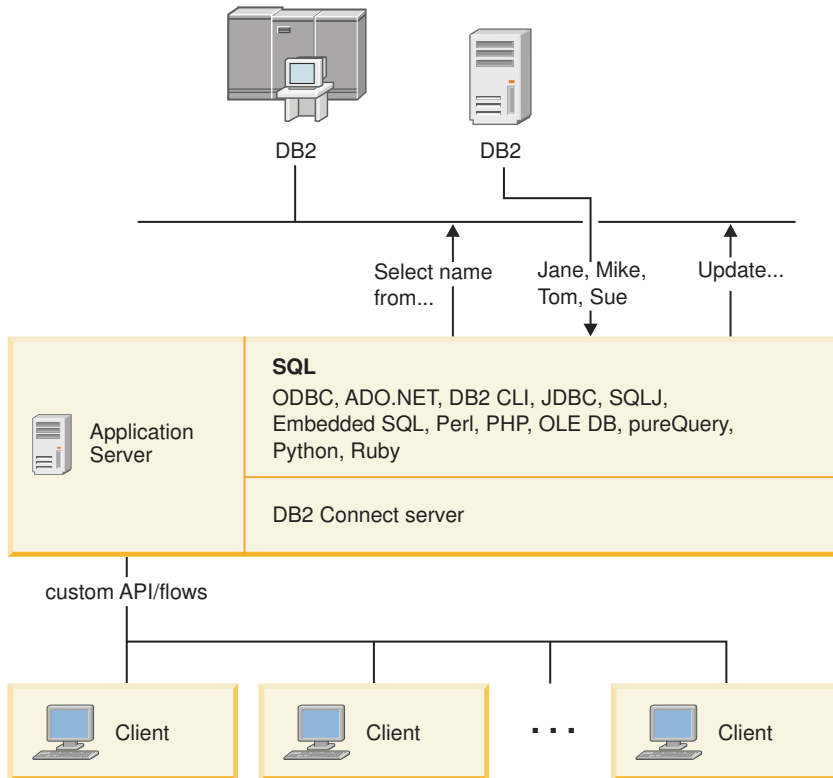 DB2
DB2
Select name
from...
Jane, Mike,
Tom, Sue
Update...
Application
Server
SQL
ODBC, ADO.NET, DB2 CLI, JDBC, SQLJ,
Embedded SQL, Perl, PHP, OLE DB, pureQuery,
Python, Ruby
DB2 Connect server
custom API/flows
Client
Client
...
Client